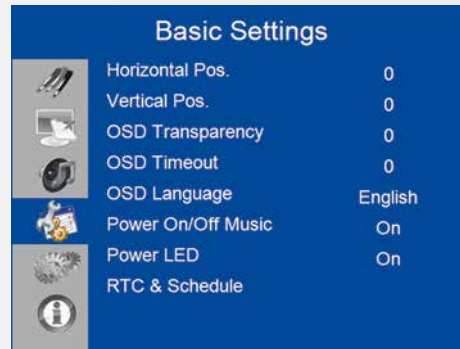 Basic Settings
Horizontal Pos. 0
Vertical Pos. 0
OSD Transparency 0
OSD Timeout 0
OSD Language English
Power On/Off Music On
Power LED On
RTC & Schedule